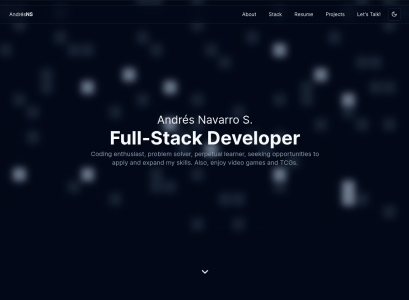 AndrésNS
About Stack Resume Projects Let's Talk!
Andrés Navarro S.
Full-Stack Developer
Coding enthusiast, problem solver, perpetual learner, seeking opportunities to
apply and expand my skills. Also, enjoy video games and TCGs.